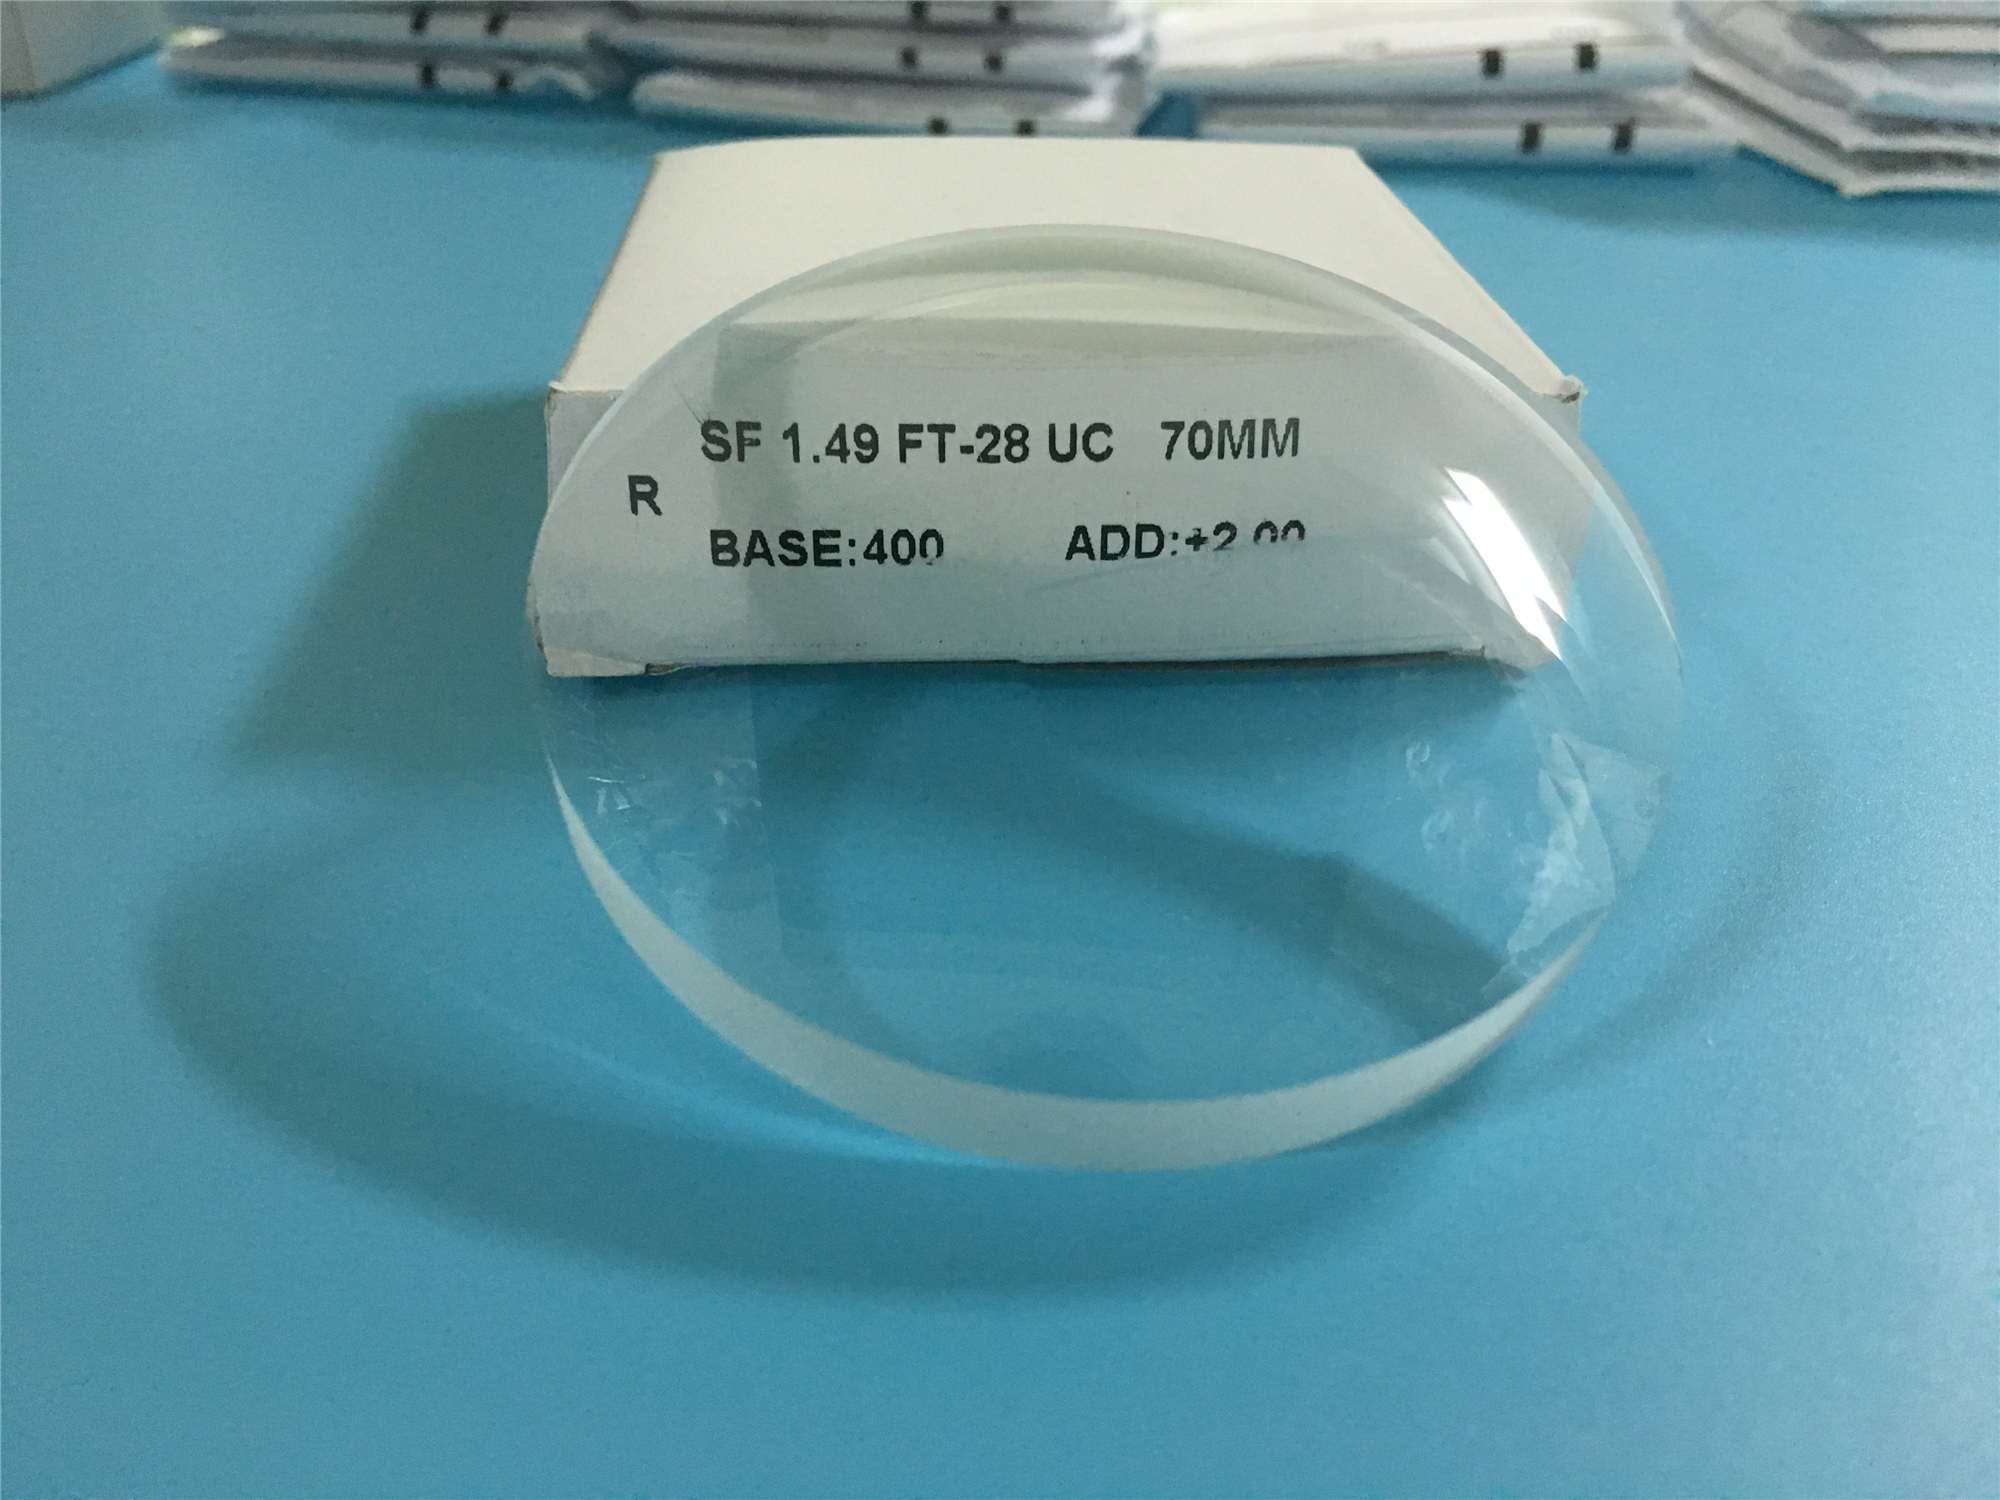 SF 1.49 FT-28 UC 70MM
R
BASE:400 ADD:+2.00